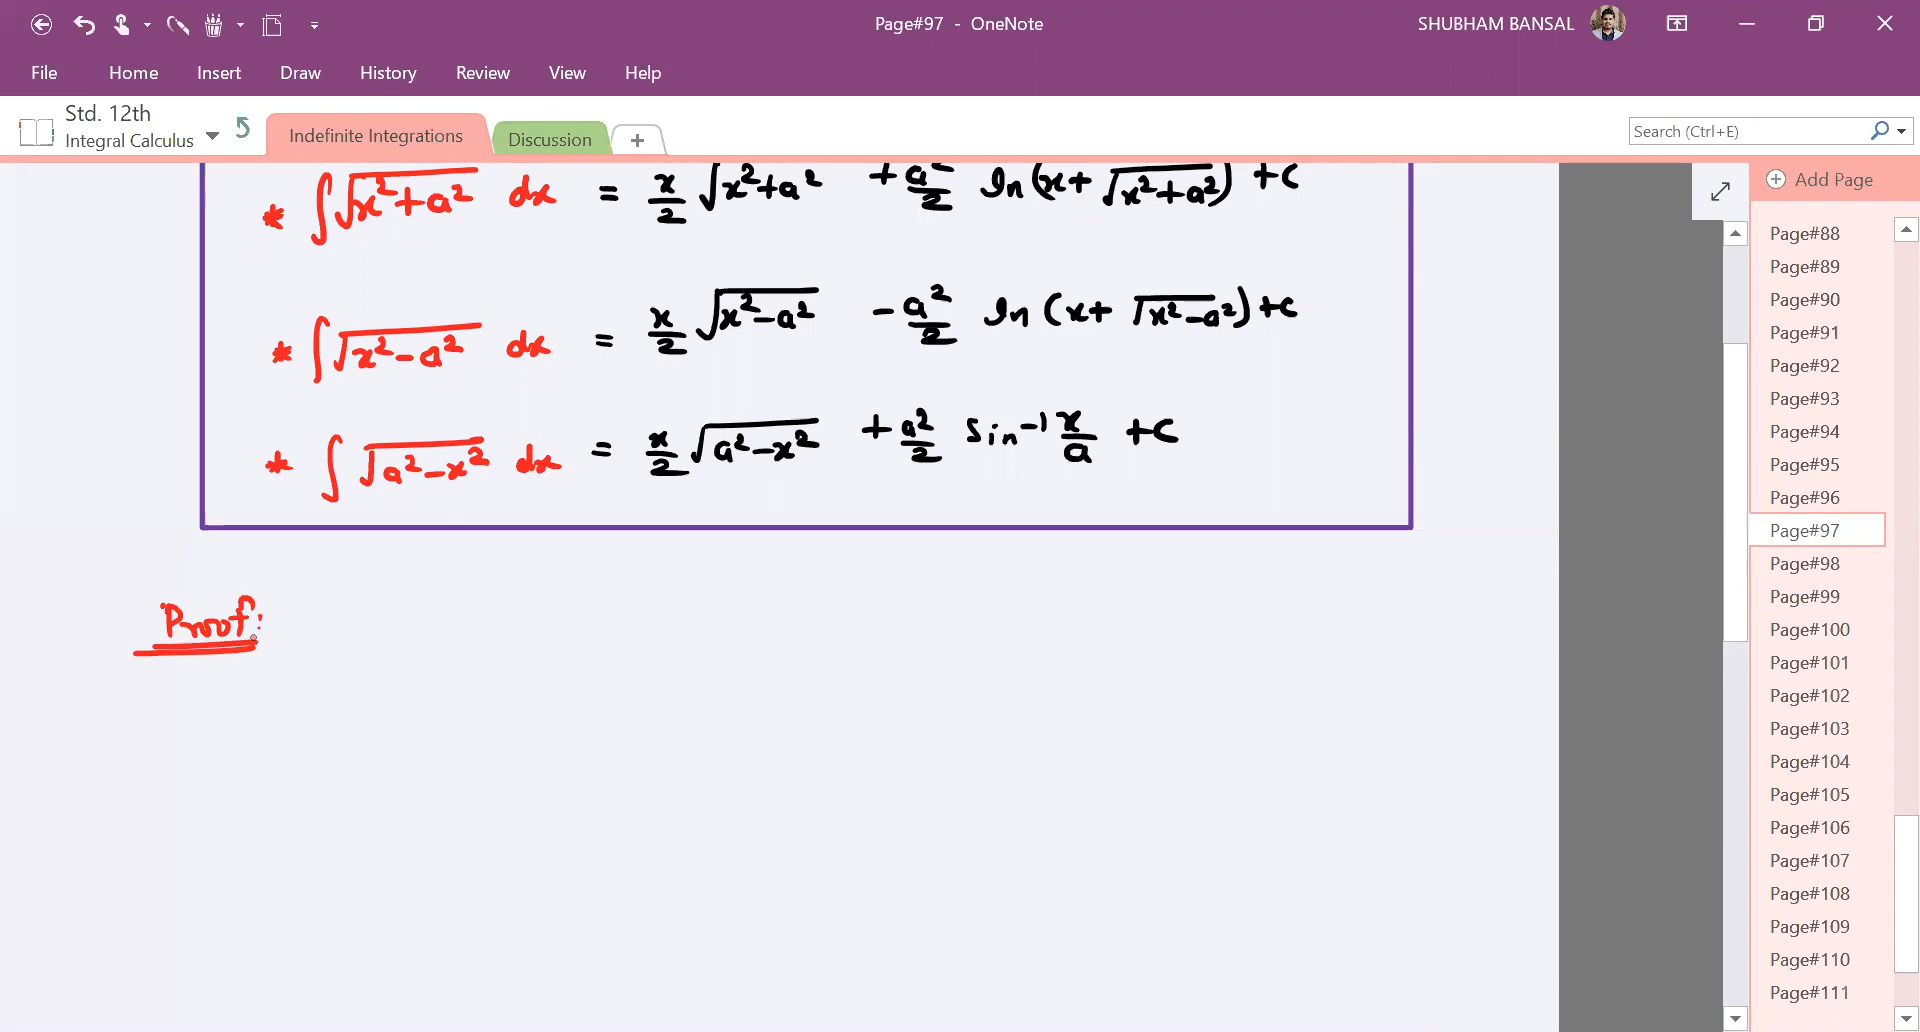 Page#97 - OneNote
SHUBHAM BANSAL
File Home Insert Draw History Review View Help
Std. 12th
Integral Calculus
Indefinite Integrations
Discussion
+
Search (Ctrl+E)
Add Page
* ∫√(x²+a²) dx = x/2 √(x²+a²) + a²/2 ln(x+√(x²+a²)) + c
* ∫√(x²-a²) dx = x/2 √(x²-a²) - a²/2 ln(x+√(x²-a²)) + c
* ∫√(a²-x²) dx = x/2 √(a²-x²) + a²/2 sin⁻¹ x/a + c
Proof:
Page#88
Page#89
Page#90
Page#91
Page#92
Page#93
Page#94
Page#95
Page#96
Page#97
Page#98
Page#99
Page#100
Page#101
Page#102
Page#103
Page#104
Page#105
Page#106
Page#107
Page#108
Page#109
Page#110
Page#111